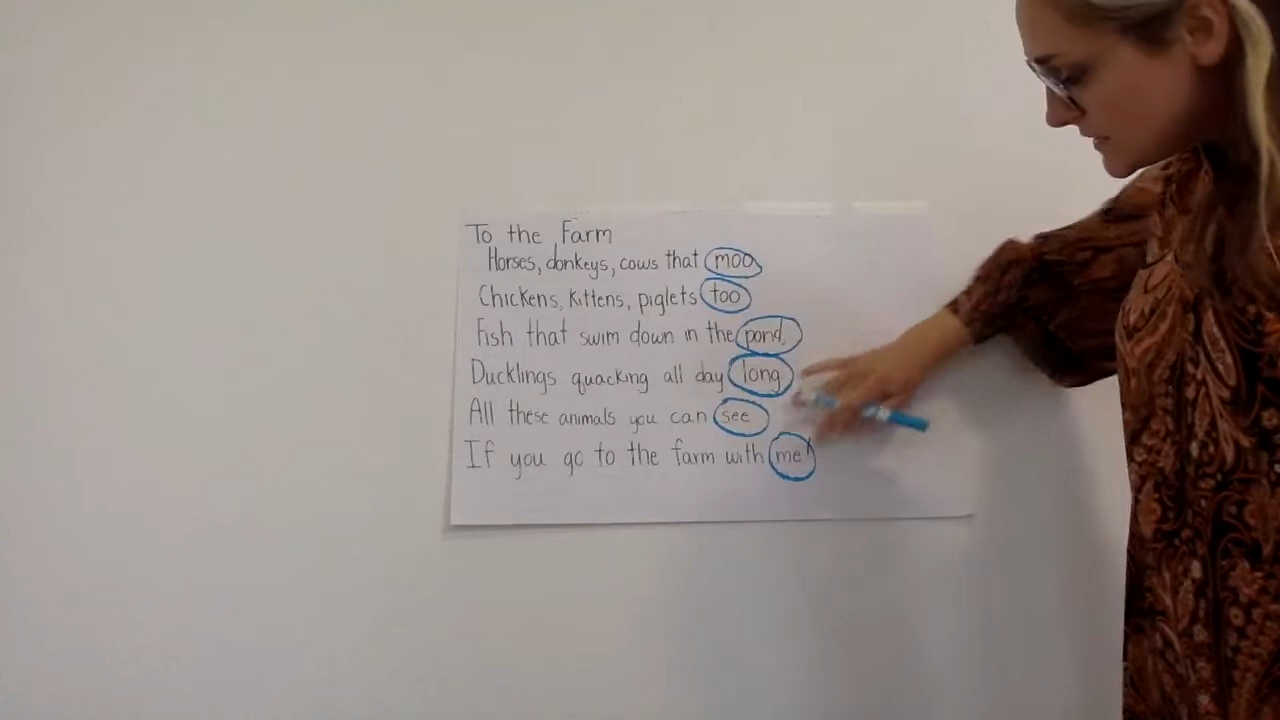 To the Farm
Horses, donkeys, cows that moo,
Chickens, kittens, piglets too
Fish that swim down in the pond,
Ducklings quacking all day long
All these animals you can see
If you go to the farm with me!